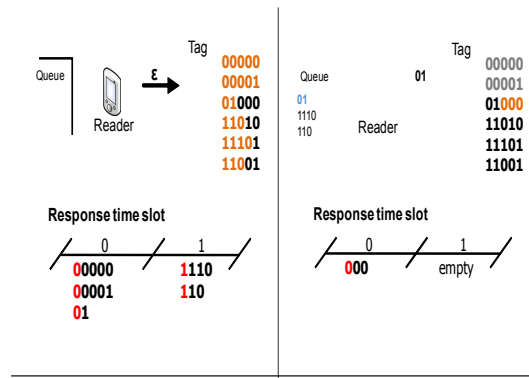 Tag
Queue
ε
Reader
00000
00001
01000
11010
11101
11001
Response time slot
0 1
00000 1110
00001 110
01
Tag
Queue
01
01
1110
110
Reader
00000
00001
01000
11010
11101
11001
Response time slot
0 1
000 empty